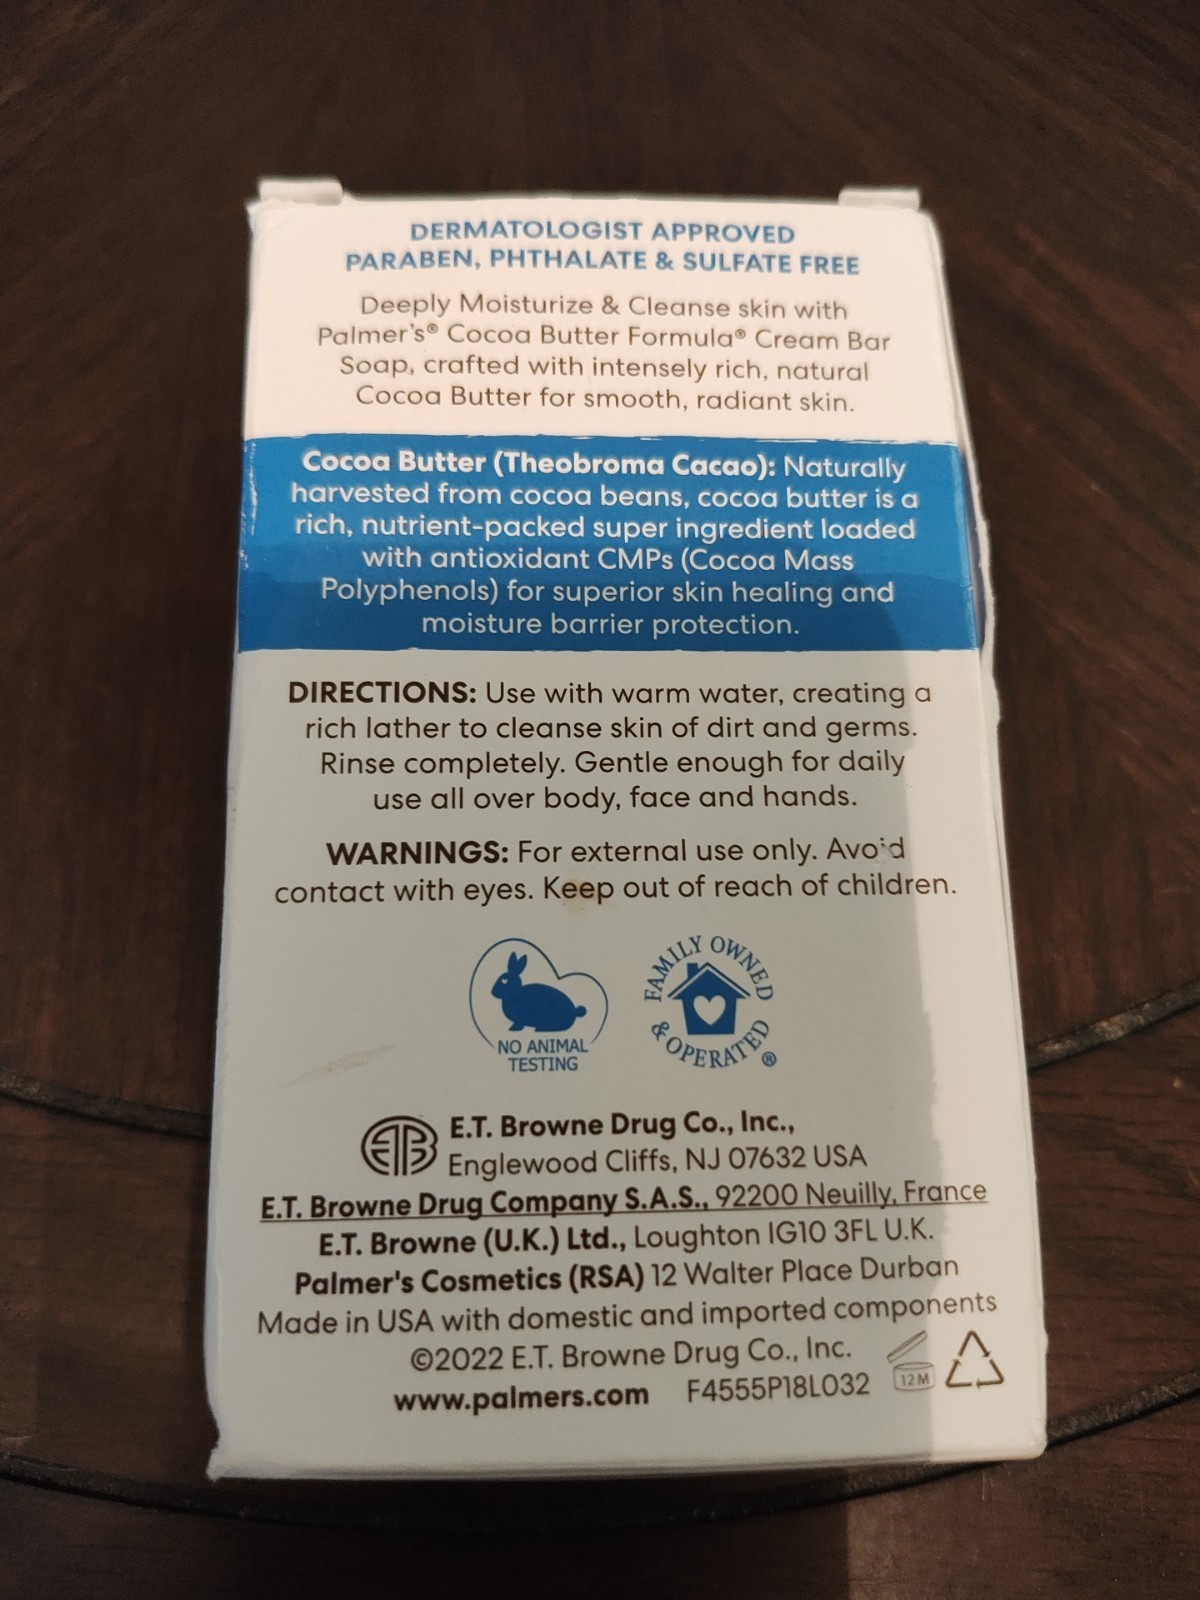 DERMATOLOGIST APPROVED
PARABEN, PHTHALATE & SULFATE FREE
Deeply Moisturize & Cleanse skin with
Palmer's® Cocoa Butter Formula® Cream Bar
Soap, crafted with intensely rich, natural
Cocoa Butter for smooth, radiant skin.
Cocoa Butter (Theobroma Cacao): Naturally
harvested from cocoa beans, cocoa butter is a
rich, nutrient-packed super ingredient loaded
with antioxidant CMPs (Cocoa Mass
Polyphenols) for superior skin healing and
moisture barrier protection.
DIRECTIONS: Use with warm water, creating a
rich lather to cleanse skin of dirt and germs.
Rinse completely. Gentle enough for daily
use all over body, face and hands.
WARNINGS: For external use only. Avoid
contact with eyes. Keep out of reach of children.
NO ANIMAL
TESTING
FAMILY OWNED
& OPERATED®
ETB E.T. Browne Drug Co., Inc.,
Englewood Cliffs, NJ 07632 USA
E.T. Browne Drug Company S.A.S., 92200 Neuilly, France
E.T. Browne (U.K.) Ltd., Loughton IG10 3FL U.K.
Palmer's Cosmetics (RSA) 12 Walter Place Durban
Made in USA with domestic and imported components
©2022 E.T. Browne Drug Co., Inc.
www.palmers.com F4555P18L032
12M